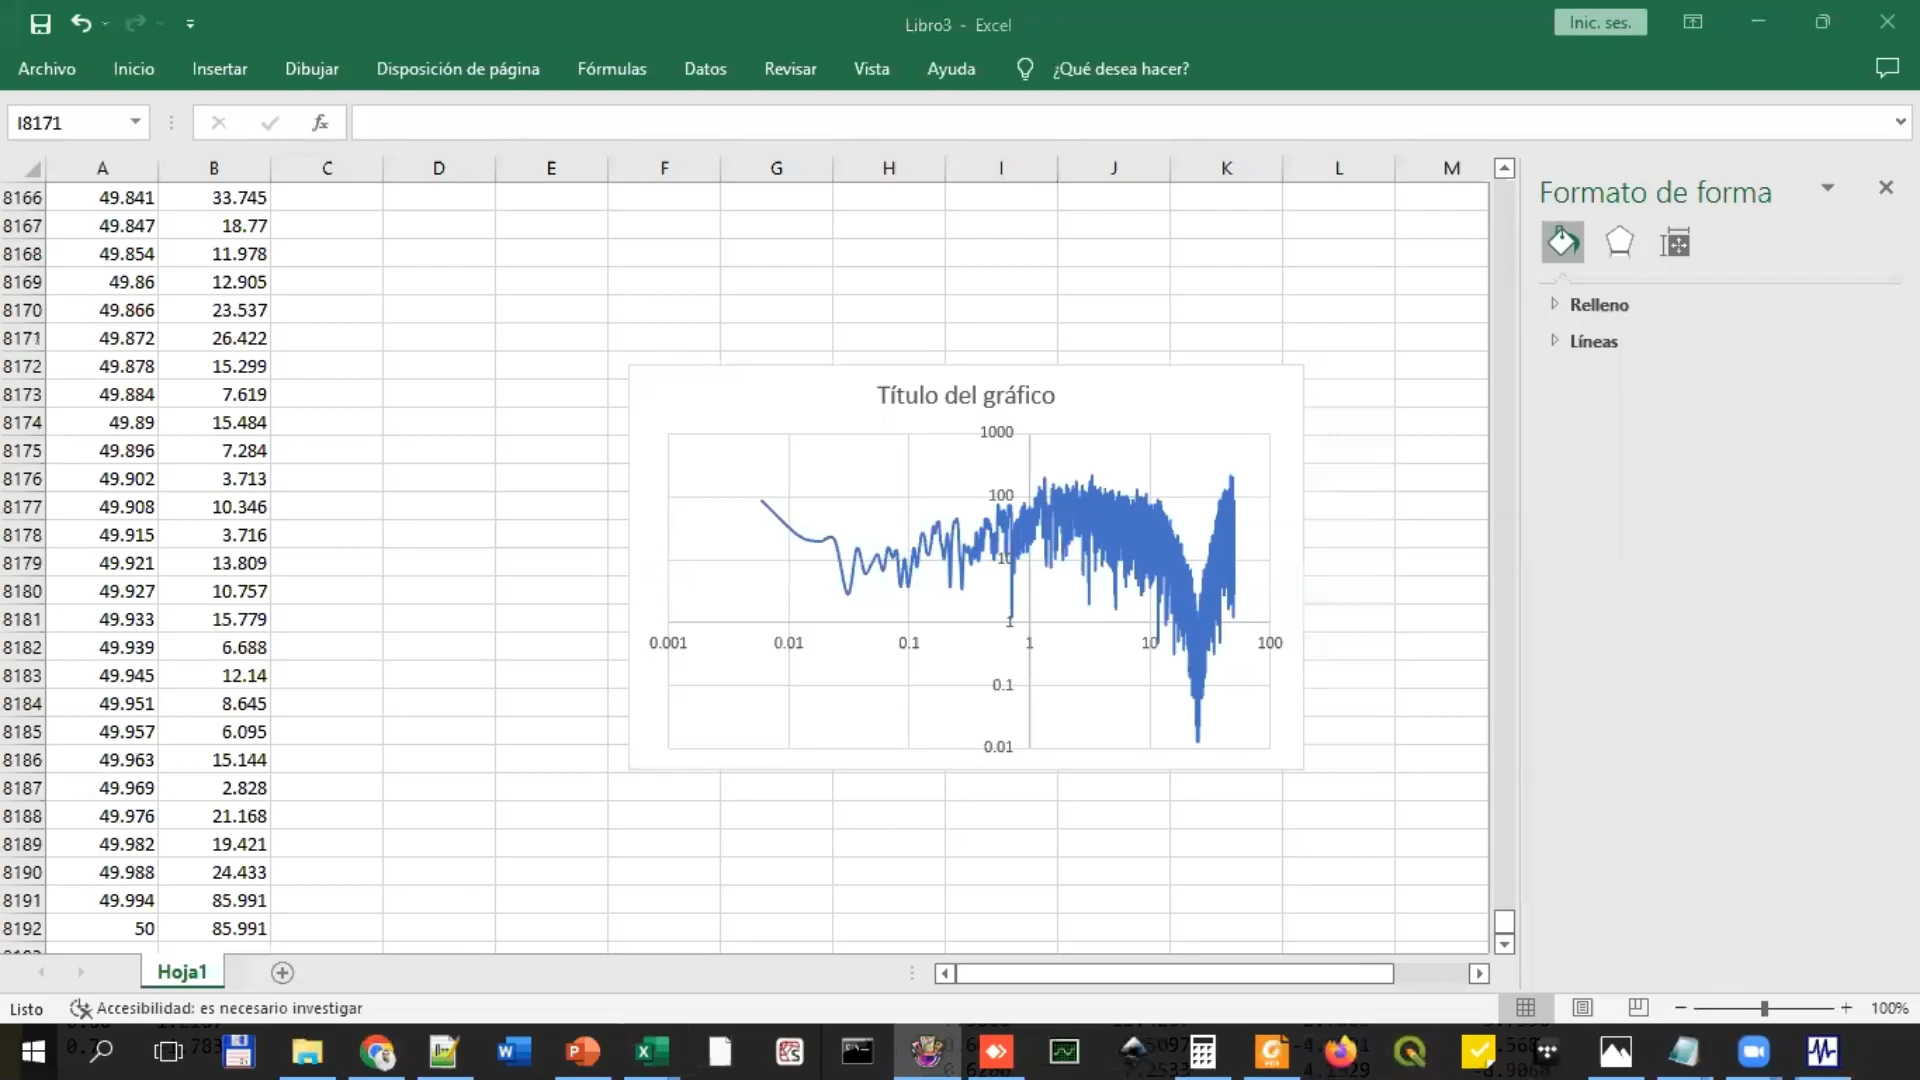 Libro3 - Excel
Inic. ses.
Archivo Inicio Insertar Dibujar Disposición de página Fórmulas Datos Revisar Vista Ayuda ¿Qué desea hacer?
I8171 fx
A B C D E F G H I J K L M
8166 49.841 33.745
8167 49.847 18.77
8168 49.854 11.978
8169 49.86 12.905
8170 49.866 23.537
8171 49.872 26.422
8172 49.878 15.299
8173 49.884 7.619
8174 49.89 15.484
8175 49.896 7.284
8176 49.902 3.713
8177 49.908 10.346
8178 49.915 3.716
8179 49.921 13.809
8180 49.927 10.757
8181 49.933 15.779
8182 49.939 6.688
8183 49.945 12.14
8184 49.951 8.645
8185 49.957 6.095
8186 49.963 15.144
8187 49.969 2.828
8188 49.976 21.168
8189 49.982 19.421
8190 49.988 24.433
8191 49.994 85.991
8192 50 85.991
Título del gráfico
1000
100
10
1
0.001 0.01 0.1 1 10 100
0.1
0.01
Formato de forma
Relleno
Líneas
Hoja1
Listo
Accesibilidad: es necesario investigar
100%